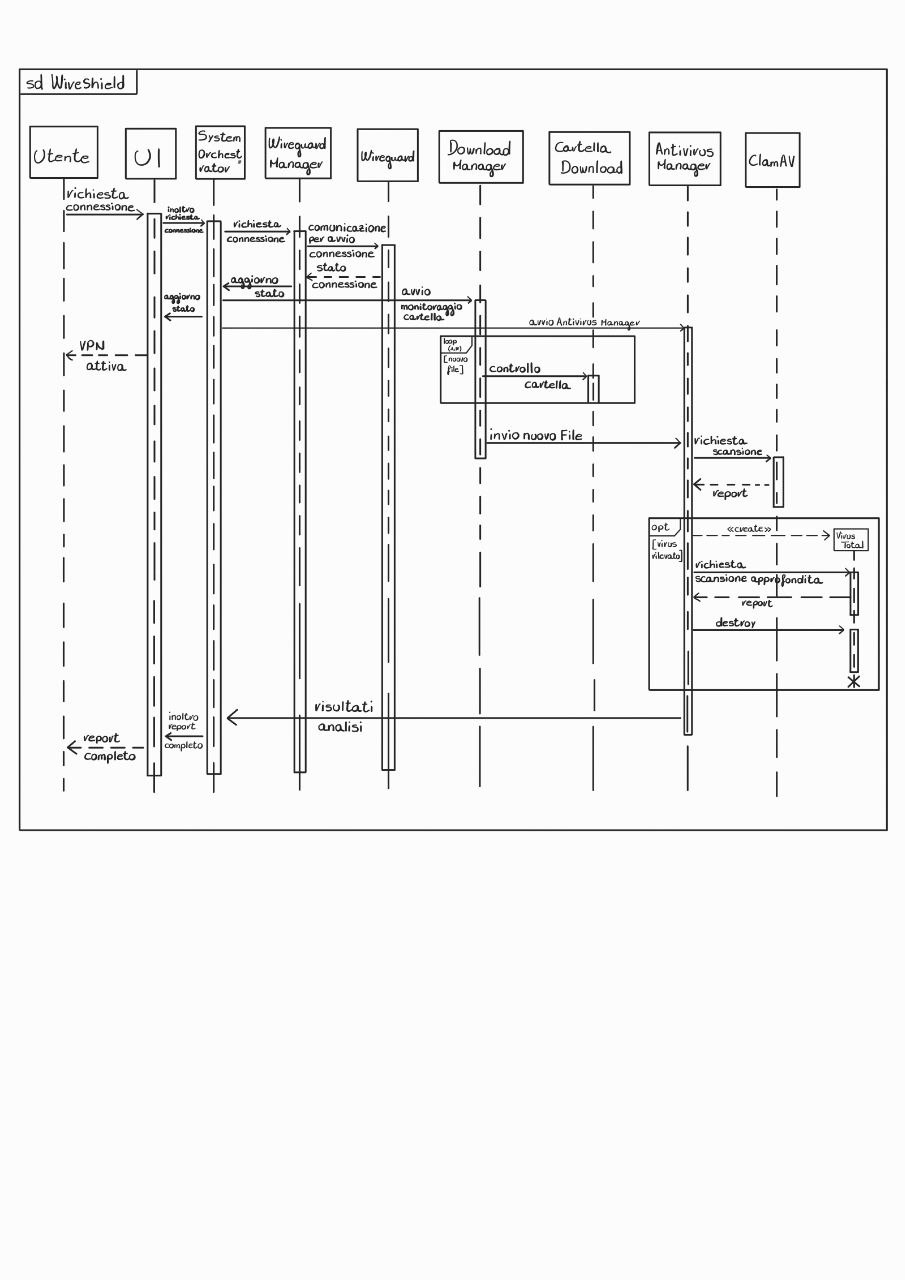 sd WireShield
Utente
UI
System
Orchest
rator
Wireguard
Manager
Wireguard
Download
Manager
Cartella
Download
Antivirus
Manager
ClamAV
richiesta
connessione
inoltro
richiesta
connessione
richiesta
connessione
comunicazione
per avvio
connessione
stato
connessione
aggiorno
stato
aggiorno
stato
avvio
monitoraggio
cartella
avvio Antivirus Manager
VPN
attiva
loop
[nuovo
file]
controllo
cartella
invio nuovo File
richiesta
scansione
report
opt
[virus
rilevato]
«create»
Virus
Total
richiesta
scansione approfondita
report
destroy
risultati
analisi
inoltro
report
completo
report
completo